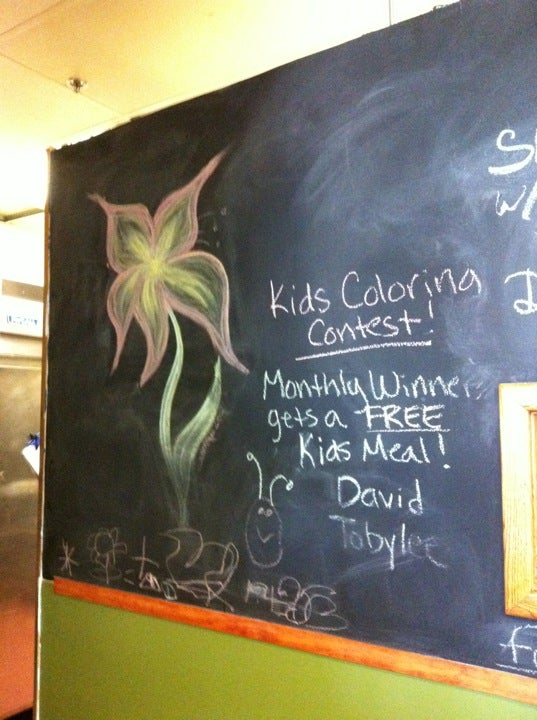 Kids Coloring
Contest!
Monthly Winner
gets a FREE
Kids Meal!
David
Tobylee
w/